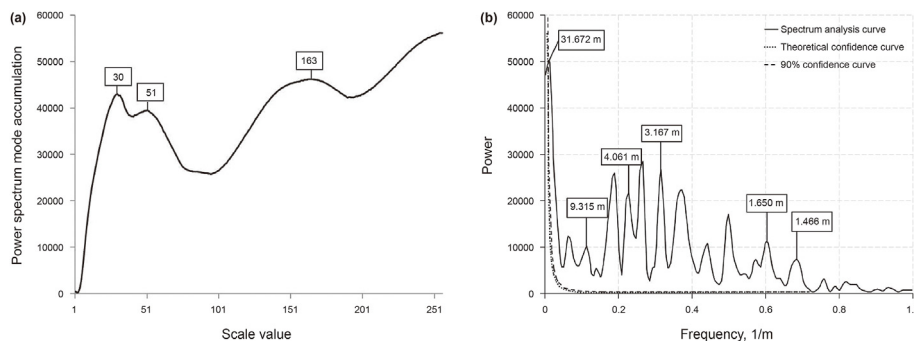 (a)
60000
50000
40000
30000
20000
10000
0
Power spectrum mode accumulation
30
51
163
1
51
101
151
201
251
Scale value
(b)
60000
50000
40000
30000
20000
10000
0
Power
31.672 m
9.315 m
4.061 m
3.167 m
1.650 m
1.466 m
Spectrum analysis curve
Theoretical confidence curve
90% confidence curve
0
0.2
0.4
0.6
0.8
1.0
Frequency, 1/m